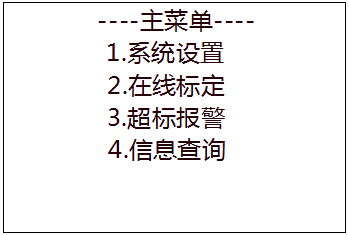 ----主菜单----
1.系统设置
2.在线标定
3.超标报警
4.信息查询